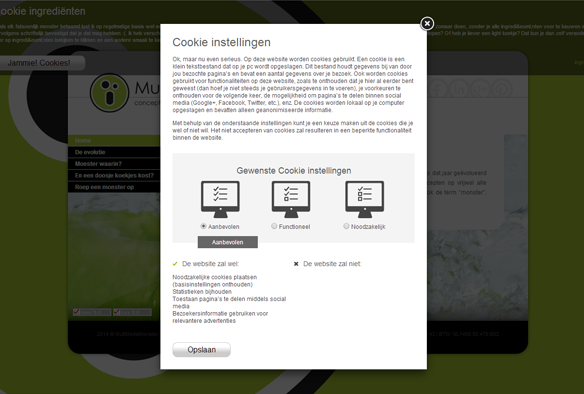 ookie ingrediënten
Jammie! Cookies!
Mu
concep
Home
De evolutie
Monster waarie?
En een doosje koekjes kost?
Roep een monster op
Cookie instellingen
Ok, maar nu even serieus. Op deze website worden cookies gebruikt. Een cookie is een
klein tekstbestand dat op je pc wordt opgeslagen. Dit bestand houdt gegevens bij van door
jou bezochte pagina's en bevat een aantal gegevens over je bezoek. Ook worden cookies
gebruikt voor functionaliteiten op deze website, zoals te onthouden dat je hier al eerder bent
geweest (dan hoef je niet steeds je gebruikersgegevens in te voeren), je voorkeuren te
onthouden voor de volgende keer, de mogelijkheid om pagina's te delen binnen social
media (Google+, Facebook, Twitter, etc.), enz. De cookies worden lokaal op je computer
opgeslagen en bevatten alleen geanonimiseerde informatie.
Met behulp van de onderstaande instellingen kunt je een keuze maken uit de cookies die je
wel of niet wil. Het niet accepteren van cookies zal resulteren in een beperkte functionaliteit
binnen de website.
Gewenste Cookie instellingen
Aanbevolen Functioneel Noodzakelijk
Aanbevolen
De website zal wel: De website zal niet:
Noodzakelijke cookies plaatsen
(basisinstellingen onthouden)
Statistieken bijhouden
Toestaan pagina's te delen middels social
media
Bezoekersinformatie gebruiken voor
relevantere advertenties
Opslaan